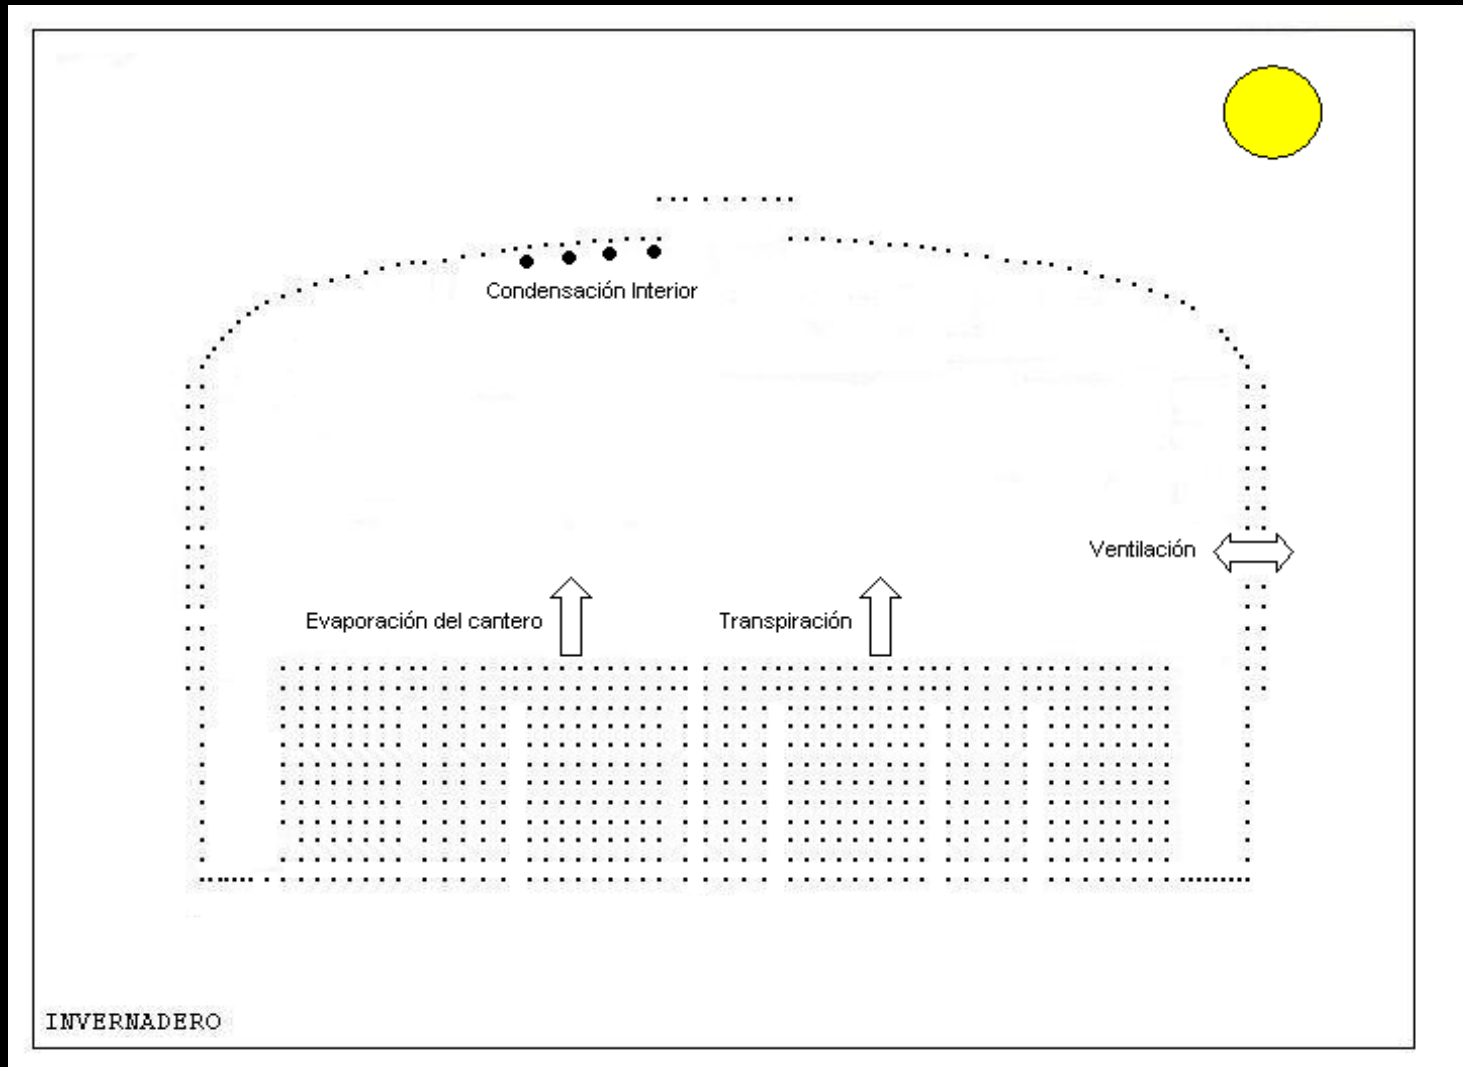 Condensación Interior
Ventilación
Evaporación del cantero
Transpiración
INVERNADERO